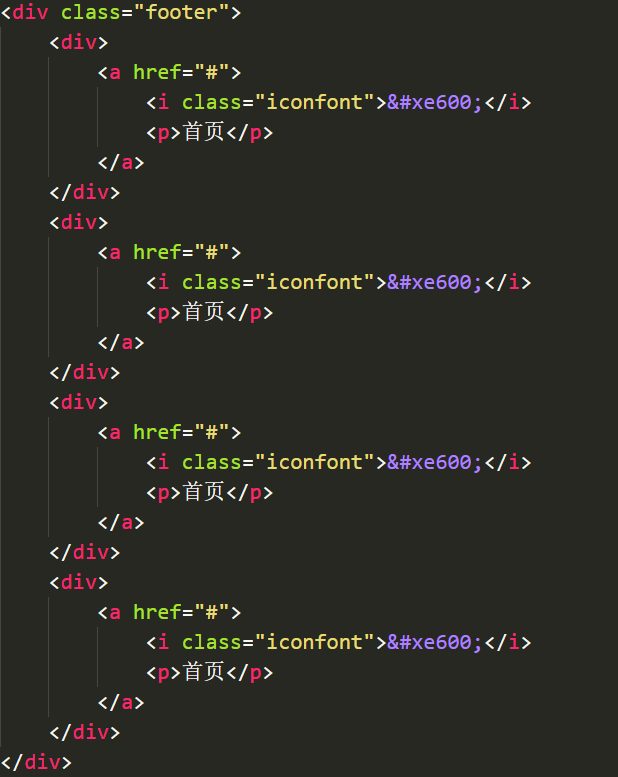 <div class="footer">
    <div>
        <a href="#">
            <i class="iconfont">&#xe600;</i>
            <p>首页</p>
        </a>
    </div>
    <div>
        <a href="#">
            <i class="iconfont">&#xe600;</i>
            <p>首页</p>
        </a>
    </div>
    <div>
        <a href="#">
            <i class="iconfont">&#xe600;</i>
            <p>首页</p>
        </a>
    </div>
    <div>
        <a href="#">
            <i class="iconfont">&#xe600;</i>
            <p>首页</p>
        </a>
    </div>
</div>